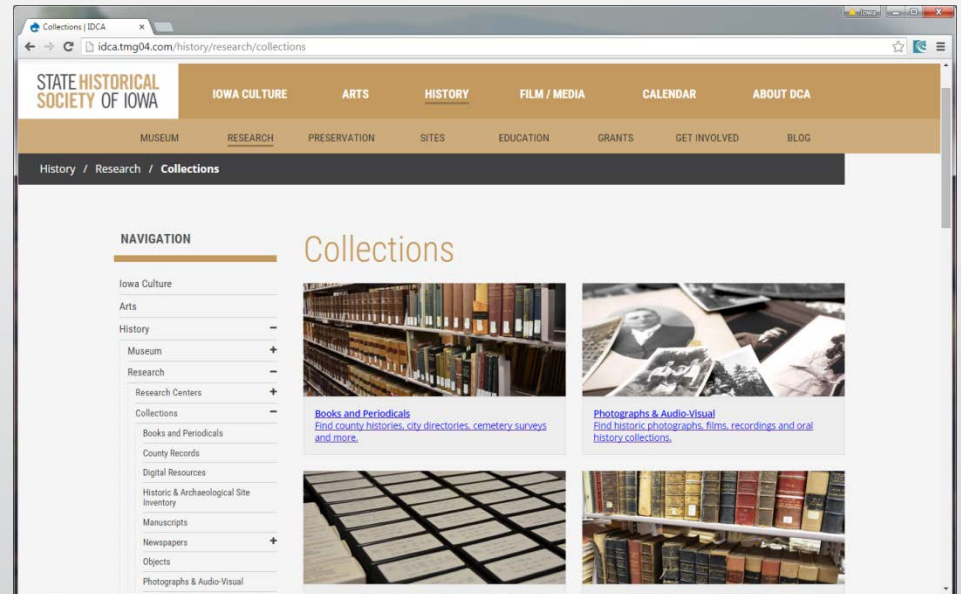 Collections | IDCA
Iowa
idca.tmg04.com/history/research/collections
STATE HISTORICAL
SOCIETY OF IOWA
IOWA CULTURE ARTS HISTORY FILM / MEDIA CALENDAR ABOUT DCA
MUSEUM RESEARCH PRESERVATION SITES EDUCATION GRANTS GET INVOLVED BLOG
History / Research / Collections
NAVIGATION
Iowa Culture
Arts
History −
Museum +
Research −
Research Centers +
Collections −
Books and Periodicals
County Records
Digital Resources
Historic & Archaeological Site
Inventory
Manuscripts
Newspapers +
Objects
Photographs & Audio-Visual
Collections
Books and Periodicals
Find county histories, city directories, cemetery surveys
and more.
Photographs & Audio-Visual
Find historic photographs, films, recordings and oral
history collections.